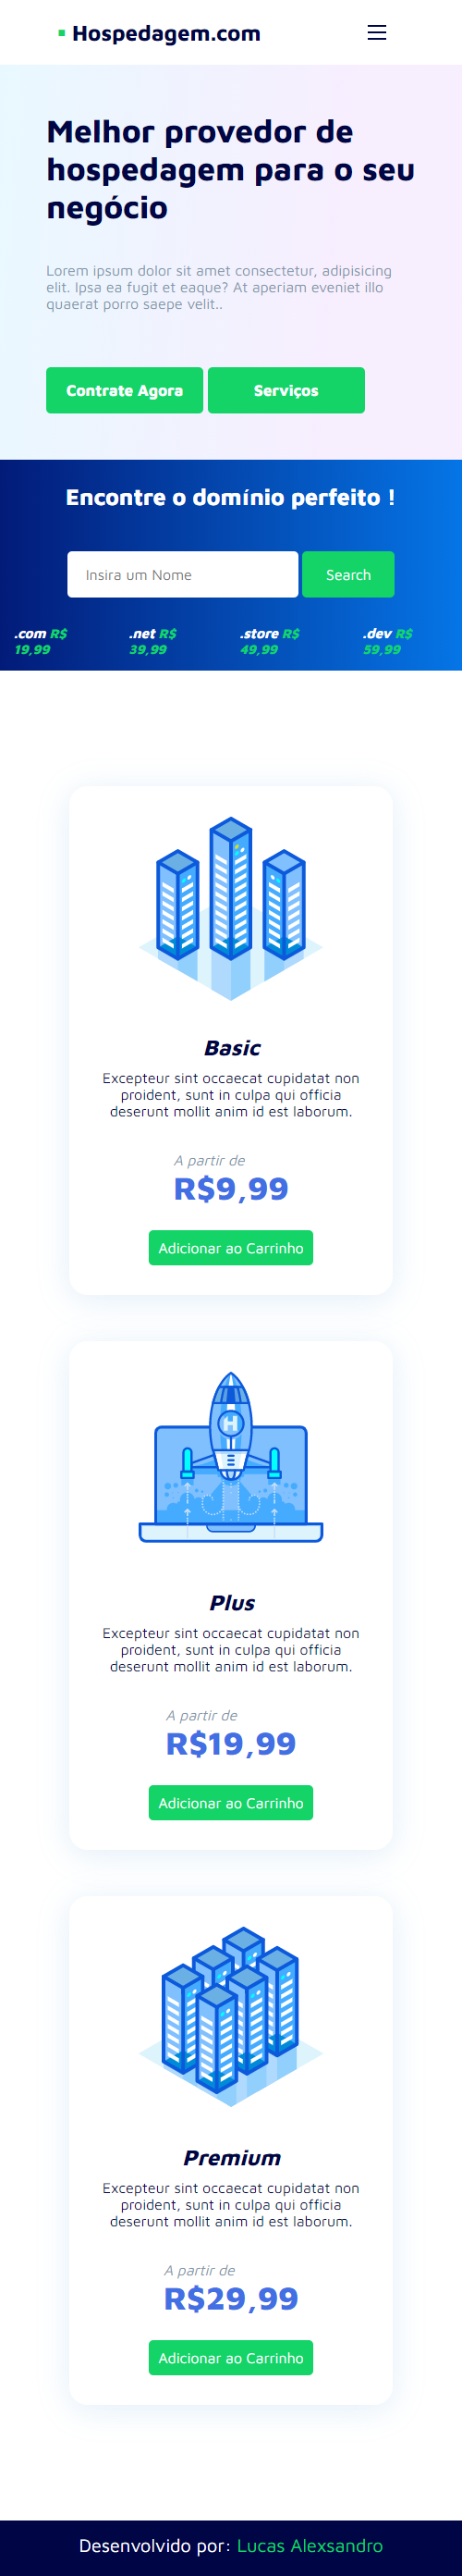 Hospedagem.com
Melhor provedor de
hospedagem para o seu
negócio
Lorem ipsum dolor sit amet consectetur, adipisicing
elit. Ipsa ea fugit et eaque? At aperiam eveniet illo
quaerat porro saepe velit..
Contrate Agora
Serviços
Encontre o domínio perfeito !
Insira um Nome
Search
.com R$
19,99
.net R$
39,99
.store R$
49,99
.dev R$
59,99
Basic
Excepteur sint occaecat cupidatat non
proident, sunt in culpa qui officia
deserunt mollit anim id est laborum.
A partir de
R$9,99
Adicionar ao Carrinho
H
Plus
Excepteur sint occaecat cupidatat non
proident, sunt in culpa qui officia
deserunt mollit anim id est laborum.
A partir de
R$19,99
Adicionar ao Carrinho
Premium
Excepteur sint occaecat cupidatat non
proident, sunt in culpa qui officia
deserunt mollit anim id est laborum.
A partir de
R$29,99
Adicionar ao Carrinho
Desenvolvido por: Lucas Alexsandro